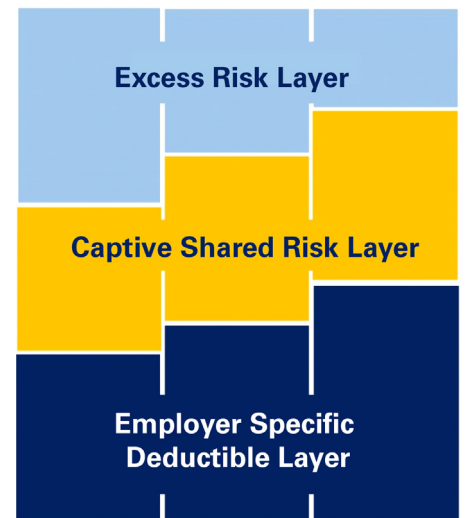 Excess Risk Layer
Captive Shared Risk Layer
Employer Specific
Deductible Layer